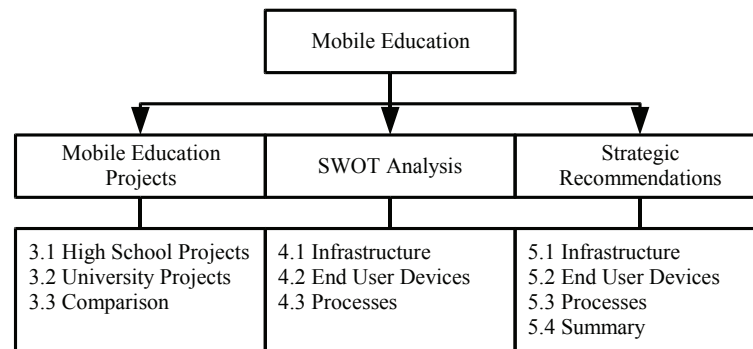 Mobile Education
Mobile Education
Projects
SWOT Analysis
Strategic
Recommendations
3.1 High School Projects
3.2 University Projects
3.3 Comparison
4.1 Infrastructure
4.2 End User Devices
4.3 Processes
5.1 Infrastructure
5.2 End User Devices
5.3 Processes
5.4 Summary